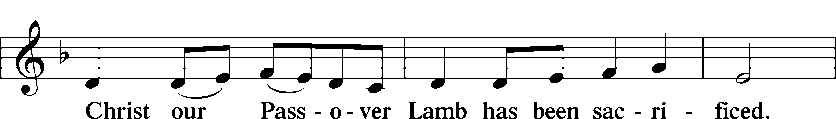 Christ our Pass - o - ver Lamb has been sac - ri - ficed.